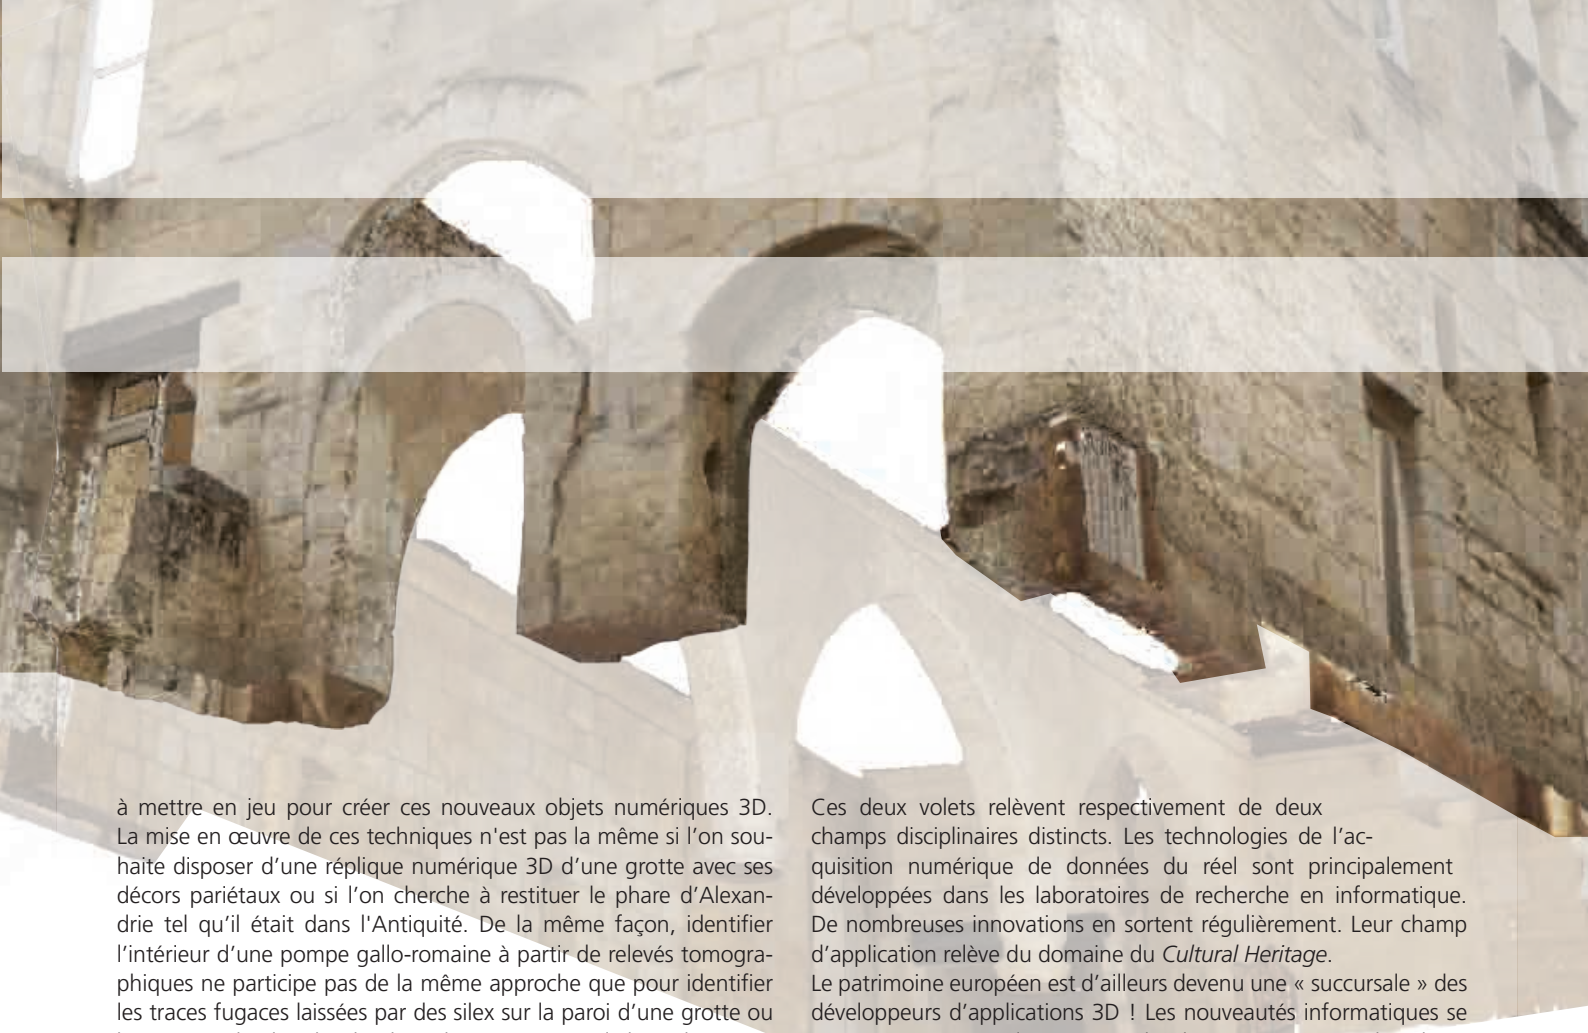 à mettre en jeu pour créer ces nouveaux objets numériques 3D.
La mise en œuvre de ces techniques n'est pas la même si l’on sou-
haite disposer d’une réplique numérique 3D d’une grotte avec ses
décors pariétaux ou si l’on cherche à restituer le phare d’Alexan-
drie tel qu’il était dans l'Antiquité. De la même façon, identifier
l’intérieur d’une pompe gallo-romaine à partir de relevés tomogra-
phiques ne participe pas de la même approche que pour identifier
les traces fugaces laissées par des silex sur la paroi d’une grotte ou
Ces deux volets relèvent respectivement de deux
champs disciplinaires distincts. Les technologies de l’ac-
quisition numérique de données du réel sont principalement
développées dans les laboratoires de recherche en informatique.
De nombreuses innovations en sortent régulièrement. Leur champ
d’application relève du domaine du Cultural Heritage.
Le patrimoine européen est d’ailleurs devenu une « succursale » des
développeurs d’applications 3D ! Les nouveautés informatiques se